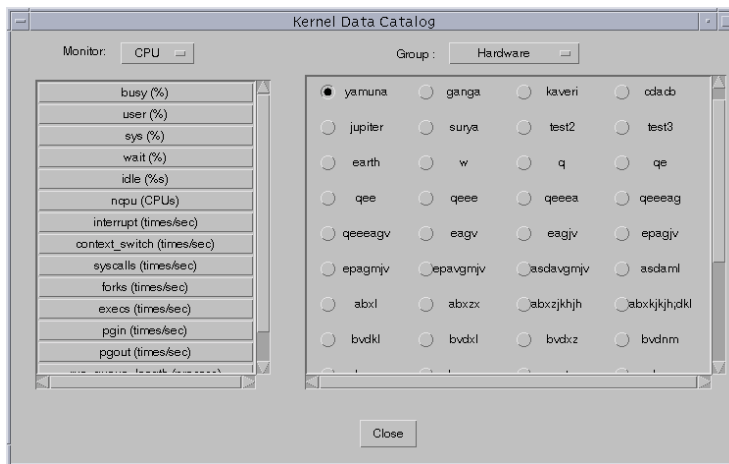 Kernel Data Catalog
Monitor: CPU Group : Hardware
busy (%)
user (%)
sys (%)
wait (%)
idle (%s)
ncpu (CPUs)
interrupt (times/sec)
context_switch (times/sec)
syscalls (times/sec)
forks (times/sec)
execs (times/sec)
pgin (times/sec)
pgout (times/sec)
yamuna ganga kaveri cdadb
jupiter surya test2 test3
earth w q qe
qee qeee qeeea qeeeag
qeeeagv eagv eagjv epagjv
epagmjv epavgmjv asdavgmjv asdaml
abxl abxzx abxzjkhjh abxkjkjh;dkl
bvdkl bvdxl bvdxz bvdnm
Close